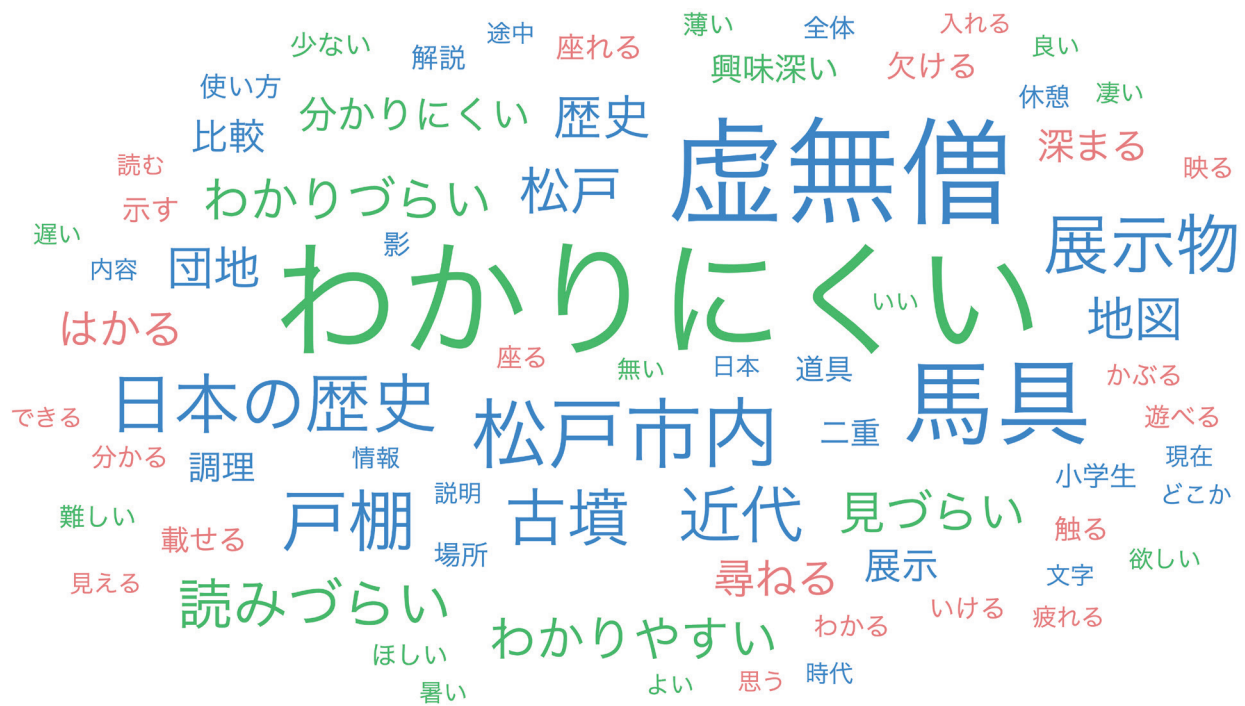 少ない
解説
途中
座れる
薄い
全体
入れる
良い
使い方
興味深い
欠ける
休憩
凄い
比較
分かりにくい
歴史
虚無僧
深まる
読む
映る
示す
わかりづらい
松戸
遅い
影
展示物
内容
団地
わかりにくい
いい
地図
はかる
座る
無い
日本
道具
馬具
かぶる
できる
日本の歴史
松戸市内
二重
遊べる
分かる
調理
情報
小学生
現在
どこか
難しい
載せる
戸棚
説明
古墳
近代
見づらい
触る
場所
展示
欲しい
見える
尋ねる
文字
読みづらい
わかりやすい
わかる
いける
疲れる
ほしい
暑い
よい
思う
時代